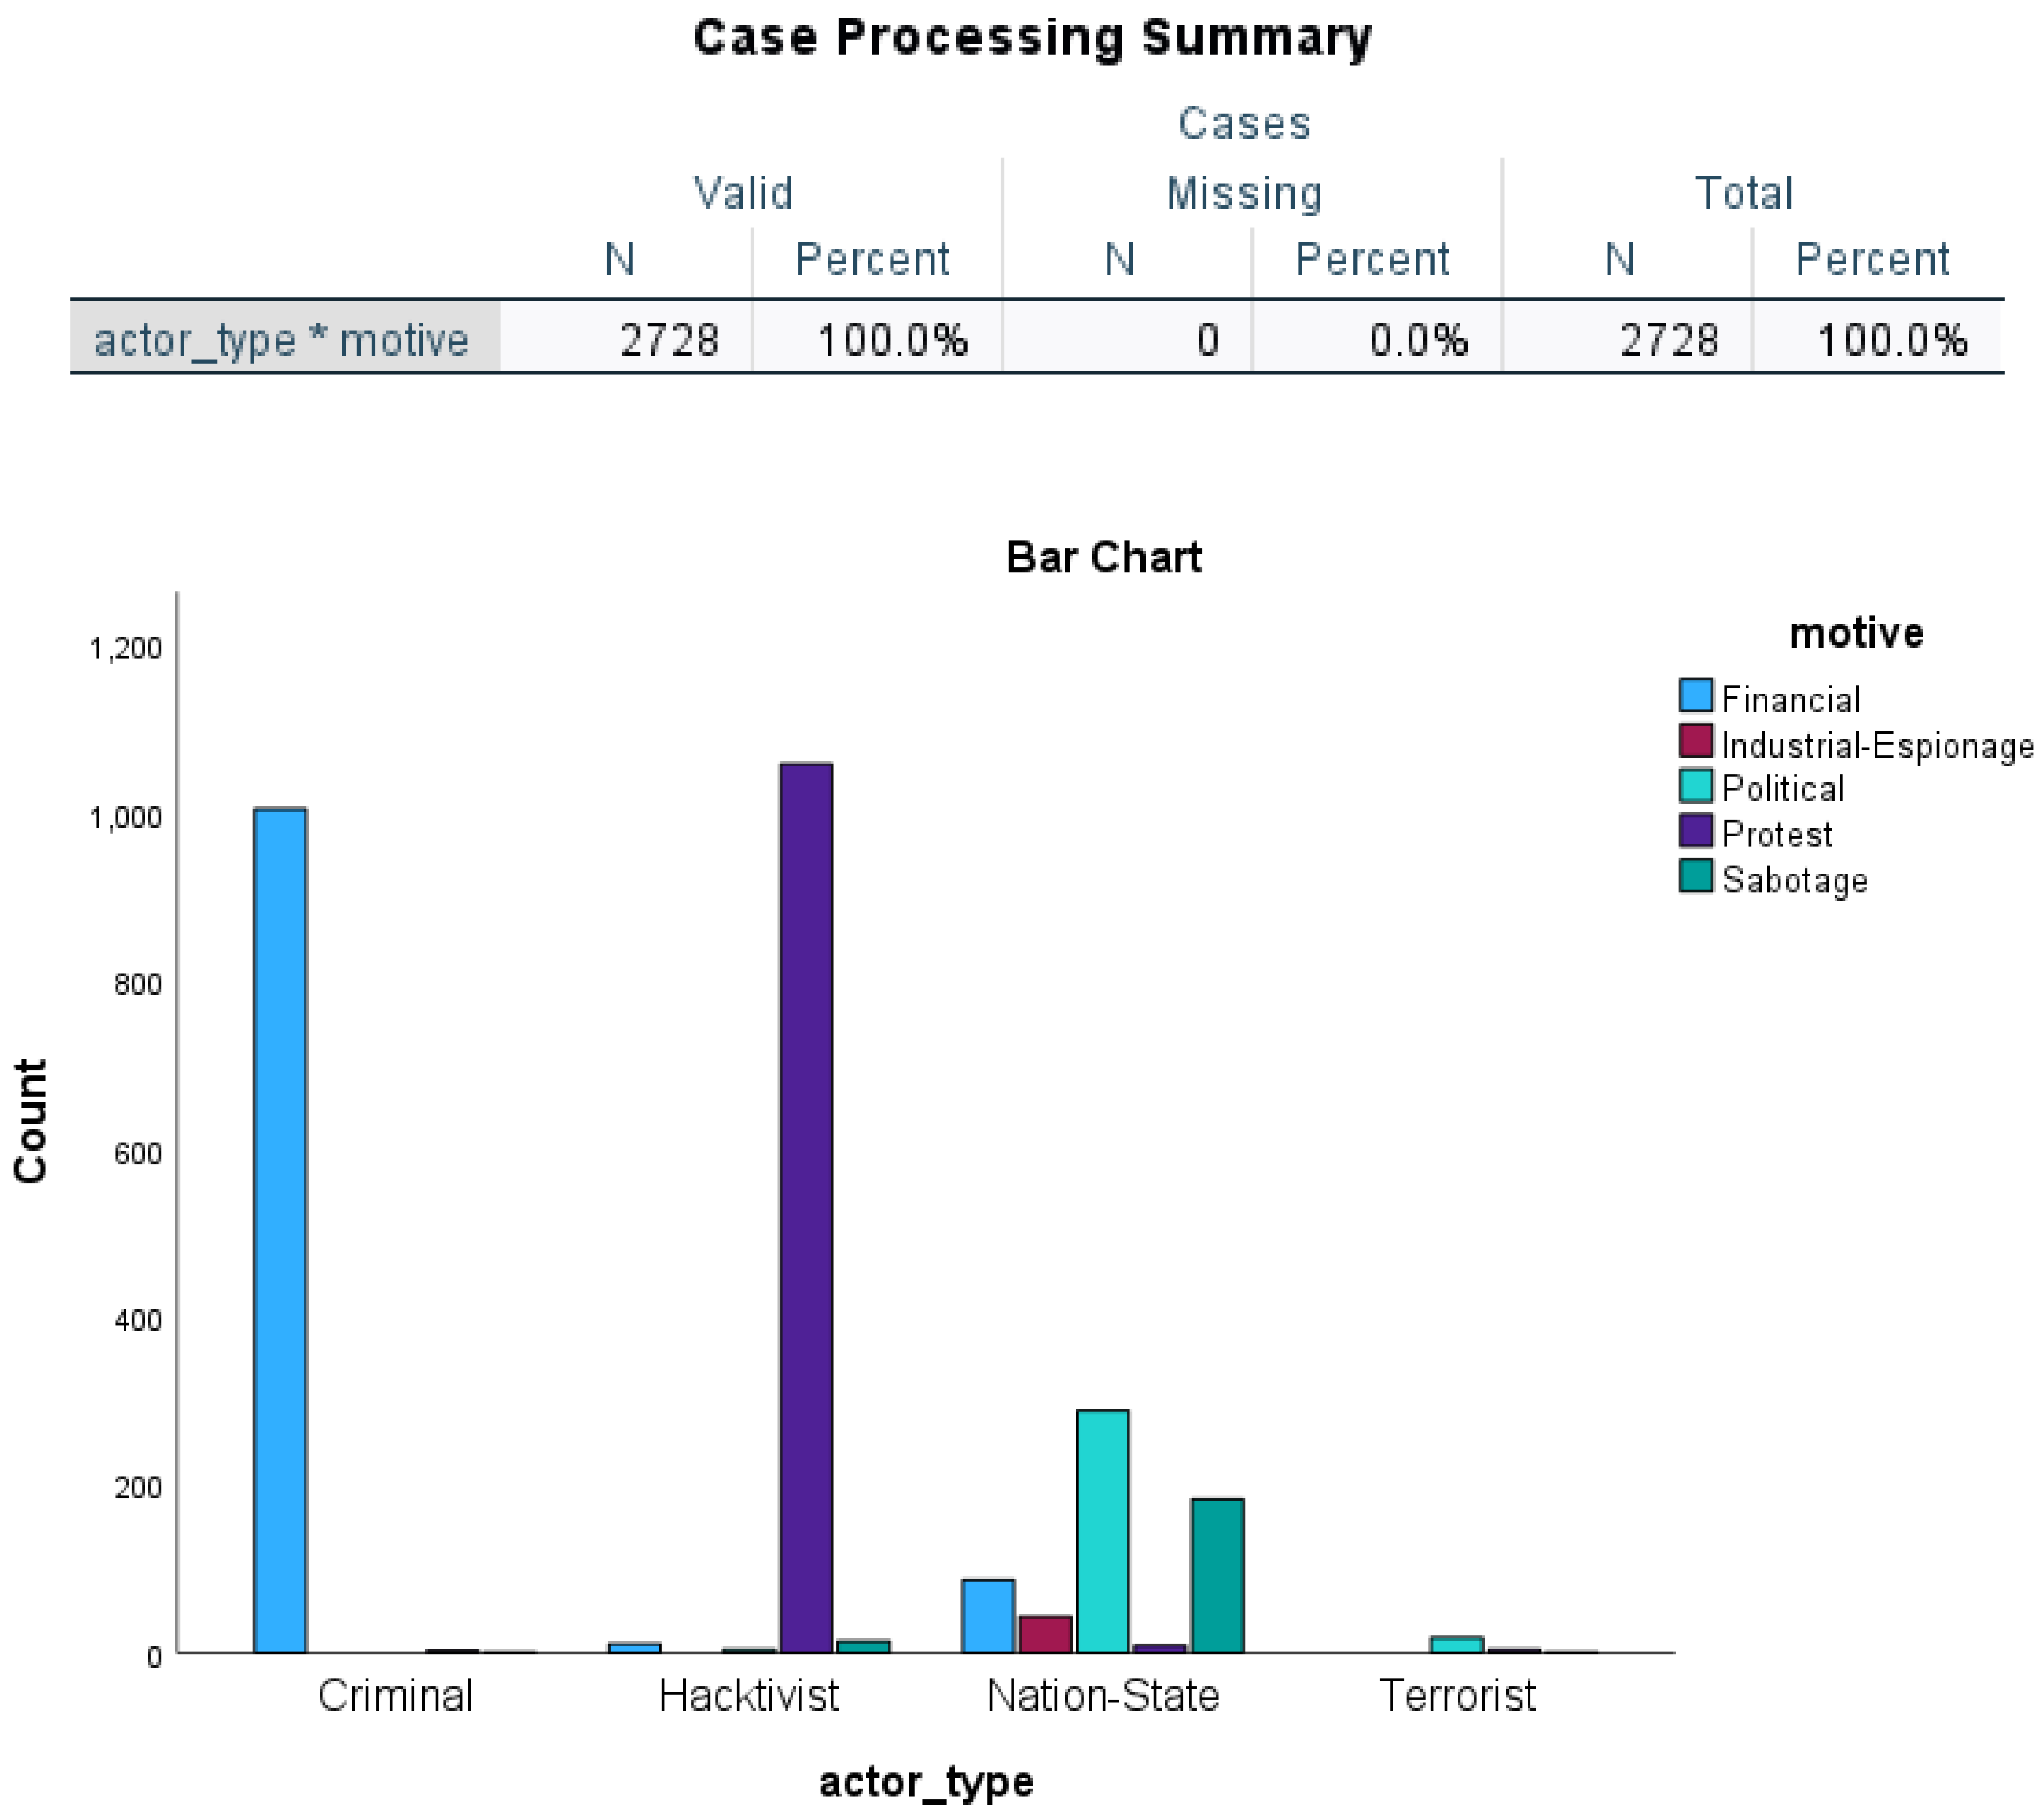 Case Processing Summary
Cases
Valid Missing Total
N Percent N Percent N Percent
actor_type * motive 2728 100.0% 0 0.0% 2728 100.0%
Bar Chart
motive
Financial
Industrial-Espionage
Political
Protest
Sabotage
1,200
1,000
800
600
400
200
0
Count
Criminal Hacktivist Nation-State Terrorist
actor_type